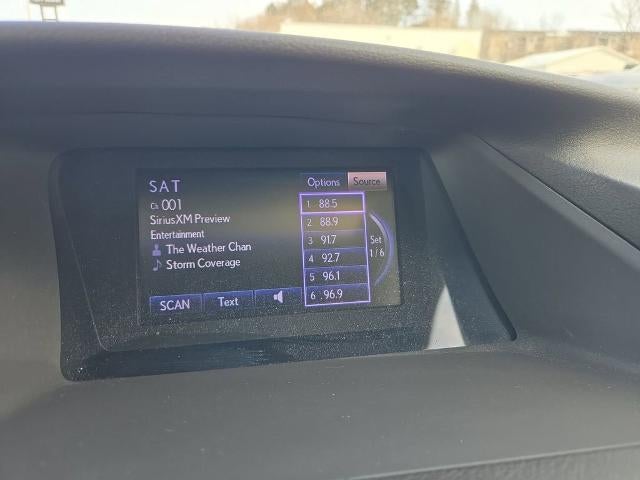 SAT
Ch 001
SiriusXM Preview
Entertainment
The Weather Chan
Storm Coverage
SCAN Text
Options Source
1 88.5
2 88.9
3 91.7
4 92.7
5 96.1
6 96.9
Set
1/6